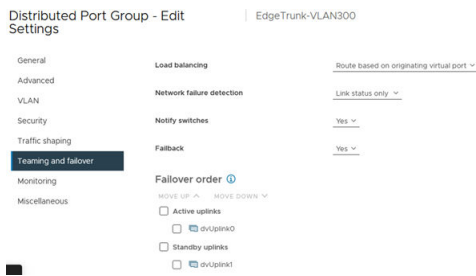 Distributed Port Group - Edit Settings
EdgeTrunk-VLAN300
General
Advanced
VLAN
Security
Traffic shaping
Teaming and failover
Monitoring
Miscellaneous
Load balancing
Route based on originating virtual port
Network failure detection
Link status only
Notify switches
Yes
Failback
Yes
Failover order
MOVE UP
MOVE DOWN
Active uplinks
dvUplink0
Standby uplinks
dvUplink1